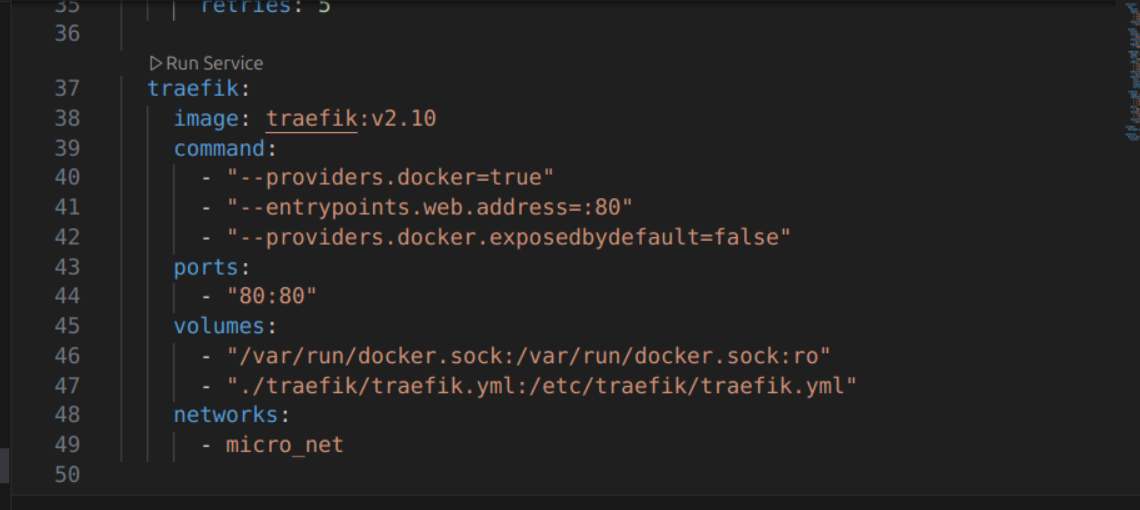 35 retries: 5
36
Run Service
37 traefik:
38 image: traefik:v2.10
39 command:
40 - "--providers.docker=true"
41 - "--entrypoints.web.address=:80"
42 - "--providers.docker.exposedbydefault=false"
43 ports:
44 - "80:80"
45 volumes:
46 - "/var/run/docker.sock:/var/run/docker.sock:ro"
47 - "./traefik/traefik.yml:/etc/traefik/traefik.yml"
48 networks:
49 - micro_net
50